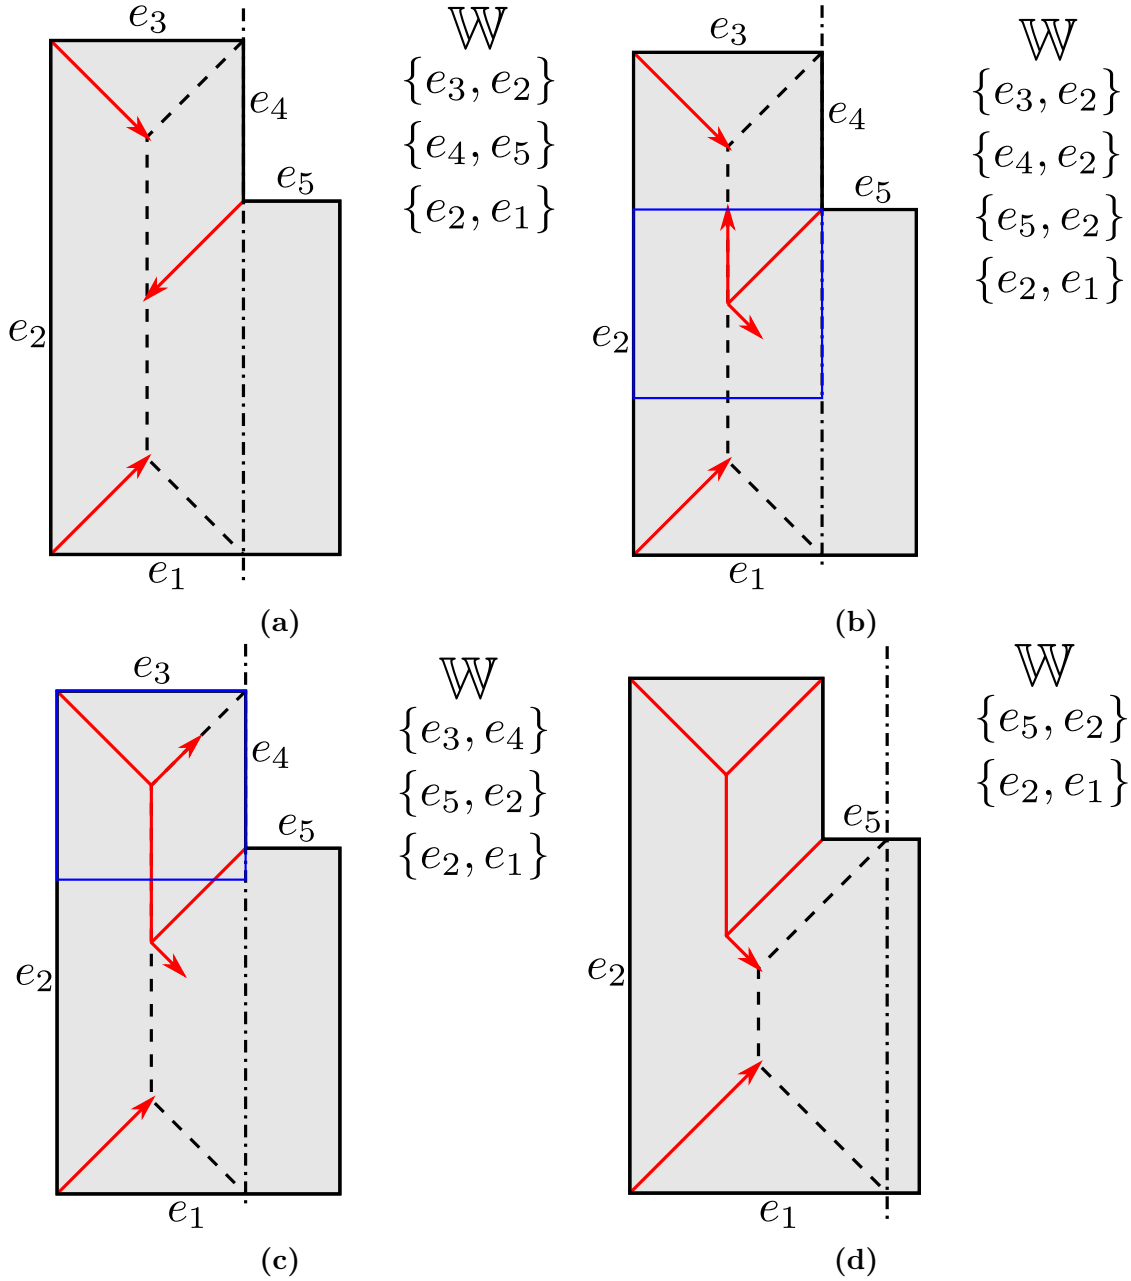 e₃
𝕎
{e₃, e₂}
{e₄, e₅}
{e₂, e₁}
e₄
e₅
e₂
e₁
(a)
e₃
𝕎
{e₃, e₂}
{e₄, e₂}
{e₅, e₂}
{e₂, e₁}
e₄
e₅
e₂
e₁
(b)
e₃
𝕎
{e₃, e₄}
{e₅, e₂}
{e₂, e₁}
e₄
e₅
e₂
e₁
(c)
𝕎
{e₅, e₂}
{e₂, e₁}
e₅
e₂
e₁
(d)